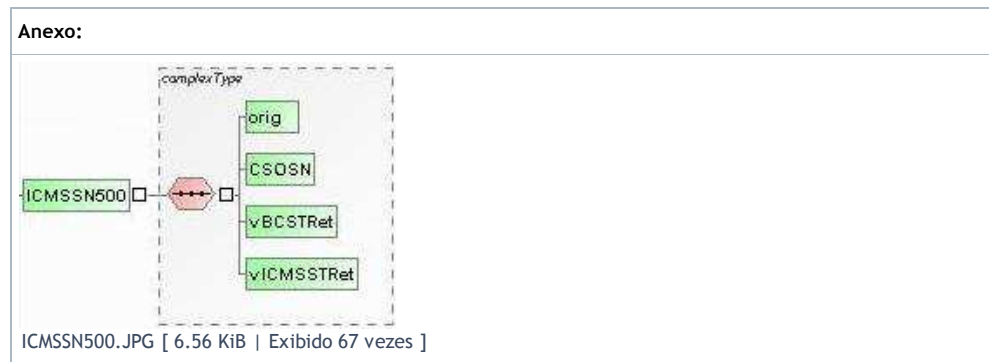 Anexo:
complexType
orig
CSOSN
ICMSSN500
vBCSTRet
vICMSSTRet
ICMSSN500.JPG [ 6.56 KiB | Exibido 67 vezes ]